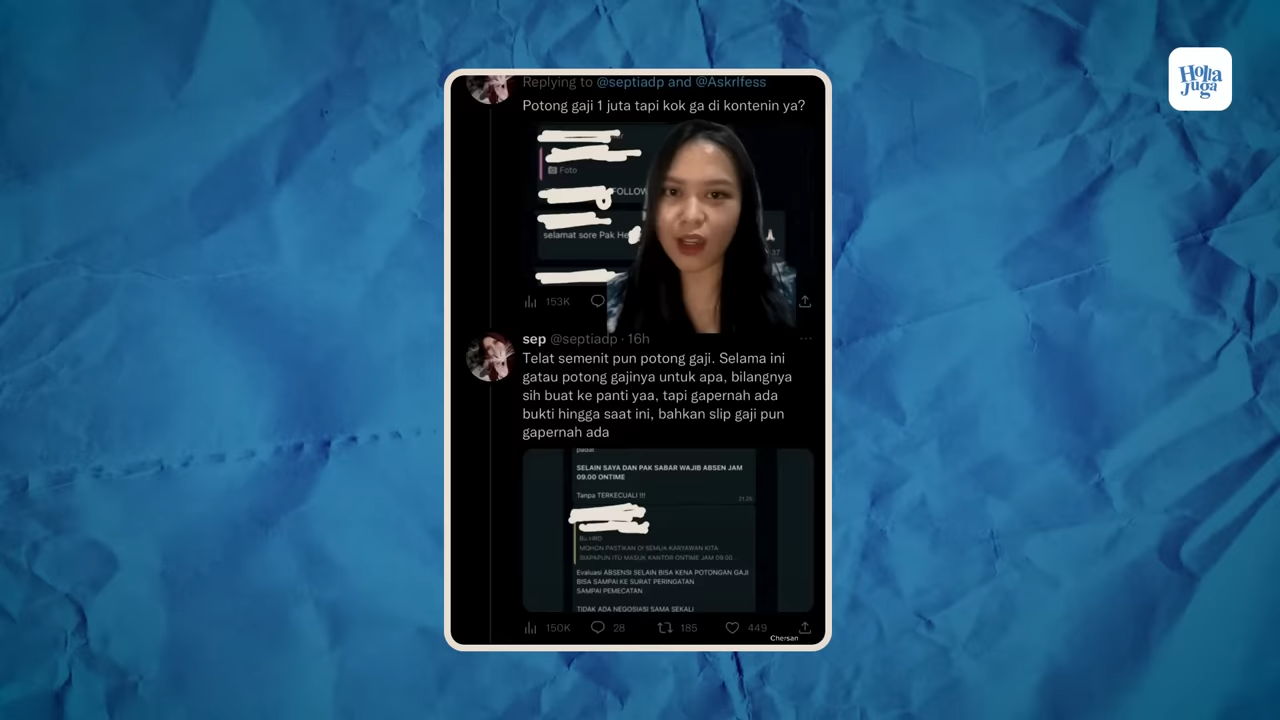 Holla
juga
Replying to @septiadp and @AskrIfess
Potong gaji 1 juta tapi kok ga di kontenin ya?
Foto
FOLLOW
selamat sore Pak He
153K
sep @septiadp · 16h
Telat semenit pun potong gaji. Selama ini
gatau potong gajinya untuk apa, bilangnya
sih buat ke panti yaa, tapi gapernah ada
bukti hingga saat ini, bahkan slip gaji pun
gapernah ada
SELAIN SAYA DAN PAK SABAR WAJIB ABSEN JAM
09.00 ONTIME
Tanpa TERKECUALI !!!
21.26
Bu HRD
MOHON PASTIKAN DI SEMUA KARYAWAN KITA
SIAPAPUN ITU MASUK KANTOR ONTIME JAM 09.00...
Evaluasi ABSENSI SELAIN BISA KENA POTONGAN GAJI
BISA SAMPAI KE SURAT PERINGATAN
SAMPAI PEMECATAN
TIDAK ADA NEGOSIASI SAMA SEKALI
150K 28 185 449
Chersan